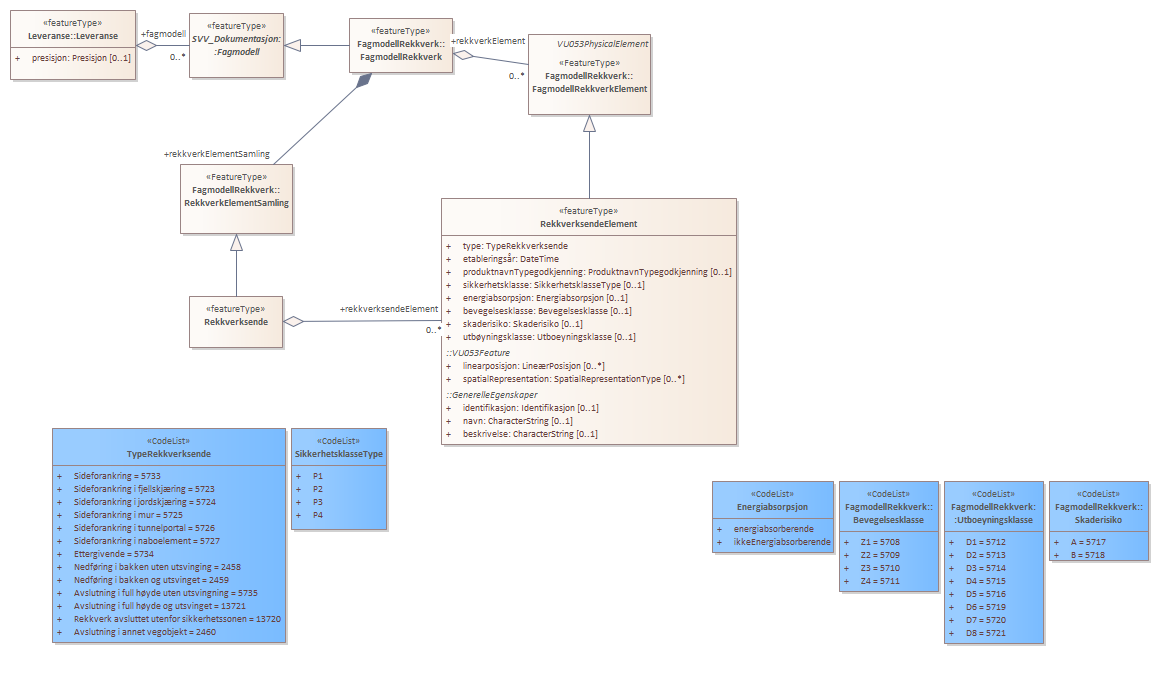 «featureType»
Leveranse::Leveranse
+ presisjon: Presisjon [0..1]
+fagmodell
0..*
«featureType»
SVV_Dokumentasjon:
:Fagmodell
«featureType»
FagmodellRekkverk::
FagmodellRekkverk
+rekkverkElement
0..*
VU053PhysicalElement
«FeatureType»
FagmodellRekkverk::
FagmodellRekkverkElement
+rekkverkElementSamling
«FeatureType»
FagmodellRekkverk::
RekkverkElementSamling
«featureType»
Rekkverksende
+rekkverksendeElement
0..*
«featureType»
RekkverksendeElement
+ type: TypeRekkverksende
+ etableringsår: DateTime
+ produktnavnTypegodkjenning: ProduktnavnTypegodkjenning [0..1]
+ sikkerhetsklasse: SikkerhetsklasseType [0..1]
+ energiabsorpsjon: Energiabsorpsjon [0..1]
+ bevegelsesklasse: Bevegelsesklasse [0..1]
+ skaderisiko: Skaderisiko [0..1]
+ utbøyningsklasse: Utboeyningsklasse [0..1]
::VU053Feature
+ linearposisjon: LineærPosisjon [0..*]
+ spatialRepresentation: SpatialRepresentationType [0..*]
::GenerelleEgenskaper
+ identifikasjon: Identifikasjon [0..1]
+ navn: CharacterString [0..1]
+ beskrivelse: CharacterString [0..1]
«CodeList»
TypeRekkverksende
+ Sideforankring = 5733
+ Sideforankring i fjellskjæring = 5723
+ Sideforankring i jordskjæring = 5724
+ Sideforankring i mur = 5725
+ Sideforankring i tunnelportal = 5726
+ Sideforankring i naboelement = 5727
+ Ettergivende = 5734
+ Nedføring i bakken uten utsvinging = 2458
+ Nedføring i bakken og utsvinget = 2459
+ Avslutning i full høyde uten utsvingning = 5735
+ Avslutning i full høyde og utsvinget = 13721
+ Rekkverk avsluttet utenfor sikkerhetssonen = 13720
+ Avslutning i annet vegobjekt = 2460
«CodeList»
SikkerhetsklasseType
+ P1
+ P2
+ P3
+ P4
«CodeList»
Energiabsorpsjon
+ energiabsorberende
+ ikkeEnergiabsorberende
«CodeList»
FagmodellRekkverk::
Bevegelsesklasse
+ Z1 = 5708
+ Z2 = 5709
+ Z3 = 5710
+ Z4 = 5711
«CodeList»
FagmodellRekkverk:
:Utboeyningsklasse
+ D1 = 5712
+ D2 = 5713
+ D3 = 5714
+ D4 = 5715
+ D5 = 5716
+ D6 = 5719
+ D7 = 5720
+ D8 = 5721
«CodeList»
FagmodellRekkverk::
Skaderisiko
+ A = 5717
+ B = 5718